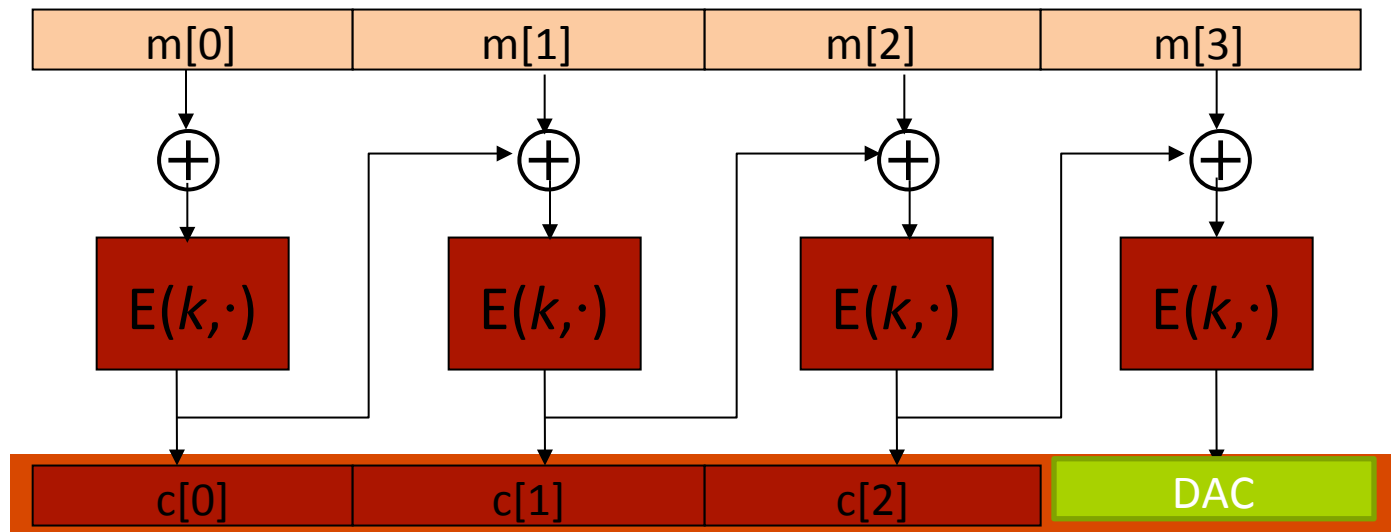 m[0] m[1] m[2] m[3]
E(k,·) E(k,·) E(k,·) E(k,·)
c[0] c[1] c[2] DAC